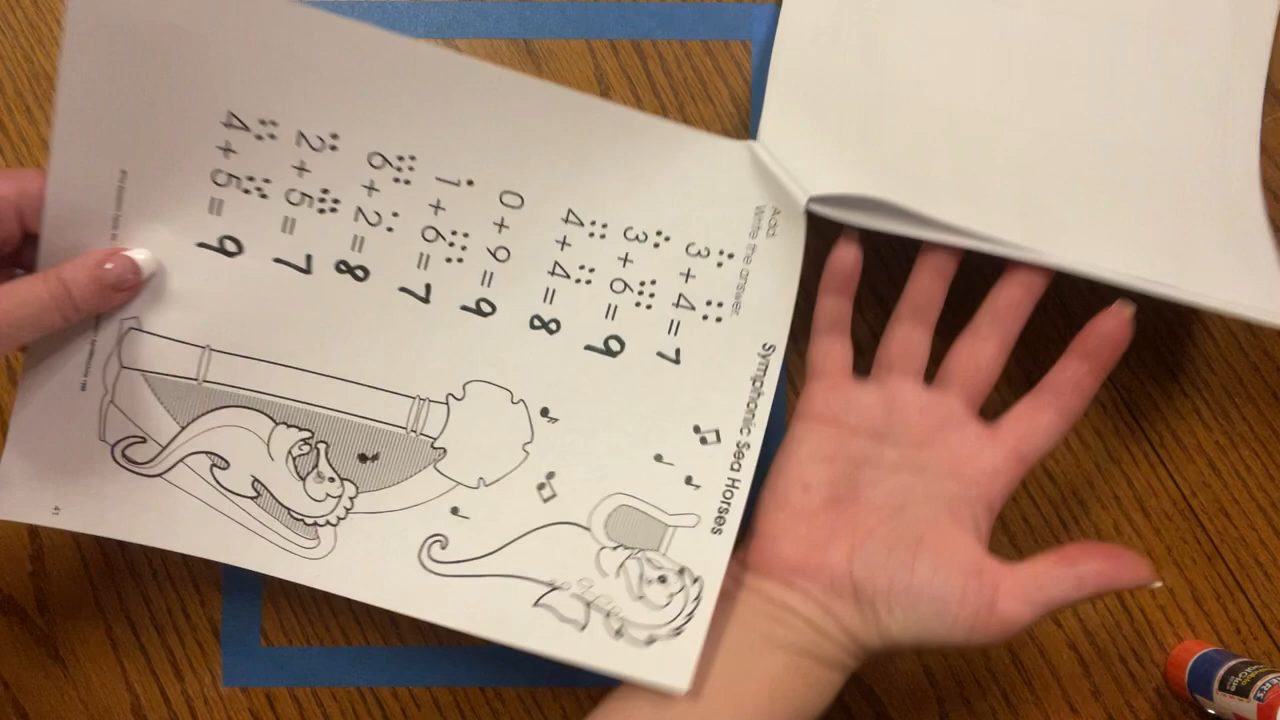 Symphonic Sea Horses
Add.
Write the answer.
3 + 4 = 7
3 + 6 = 9
4 + 4 = 8
0 + 9 = 9
1 + 6 = 7
6 + 2 = 8
2 + 5 = 7
4 + 5 = 9
41